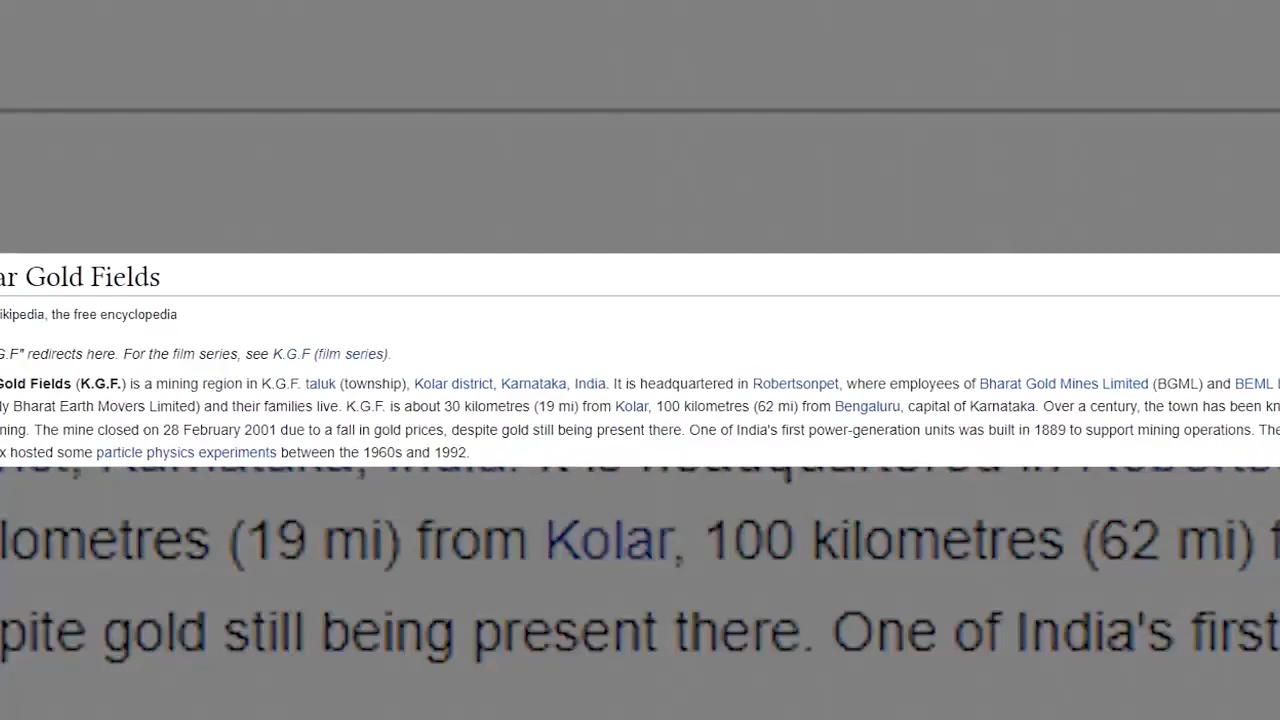 ar Gold Fields
ikipedia, the free encyclopedia
G.F" redirects here. For the film series, see K.G.F (film series).
Gold Fields (K.G.F.) is a mining region in K.G.F. taluk (township), Kolar district, Karnataka, India. It is headquartered in Robertsonpet, where employees of Bharat Gold Mines Limited (BGML) and BEML L
ly Bharat Earth Movers Limited) and their families live. K.G.F. is about 30 kilometres (19 mi) from Kolar, 100 kilometres (62 mi) from Bengaluru, capital of Karnataka. Over a century, the town has been kn
ning. The mine closed on 28 February 2001 due to a fall in gold prices, despite gold still being present there. One of India's first power-generation units was built in 1889 to support mining operations. The
x hosted some particle physics experiments between the 1960s and 1992.
lometres (19 mi) from Kolar, 100 kilometres (62 mi) f
pite gold still being present there. One of India's first